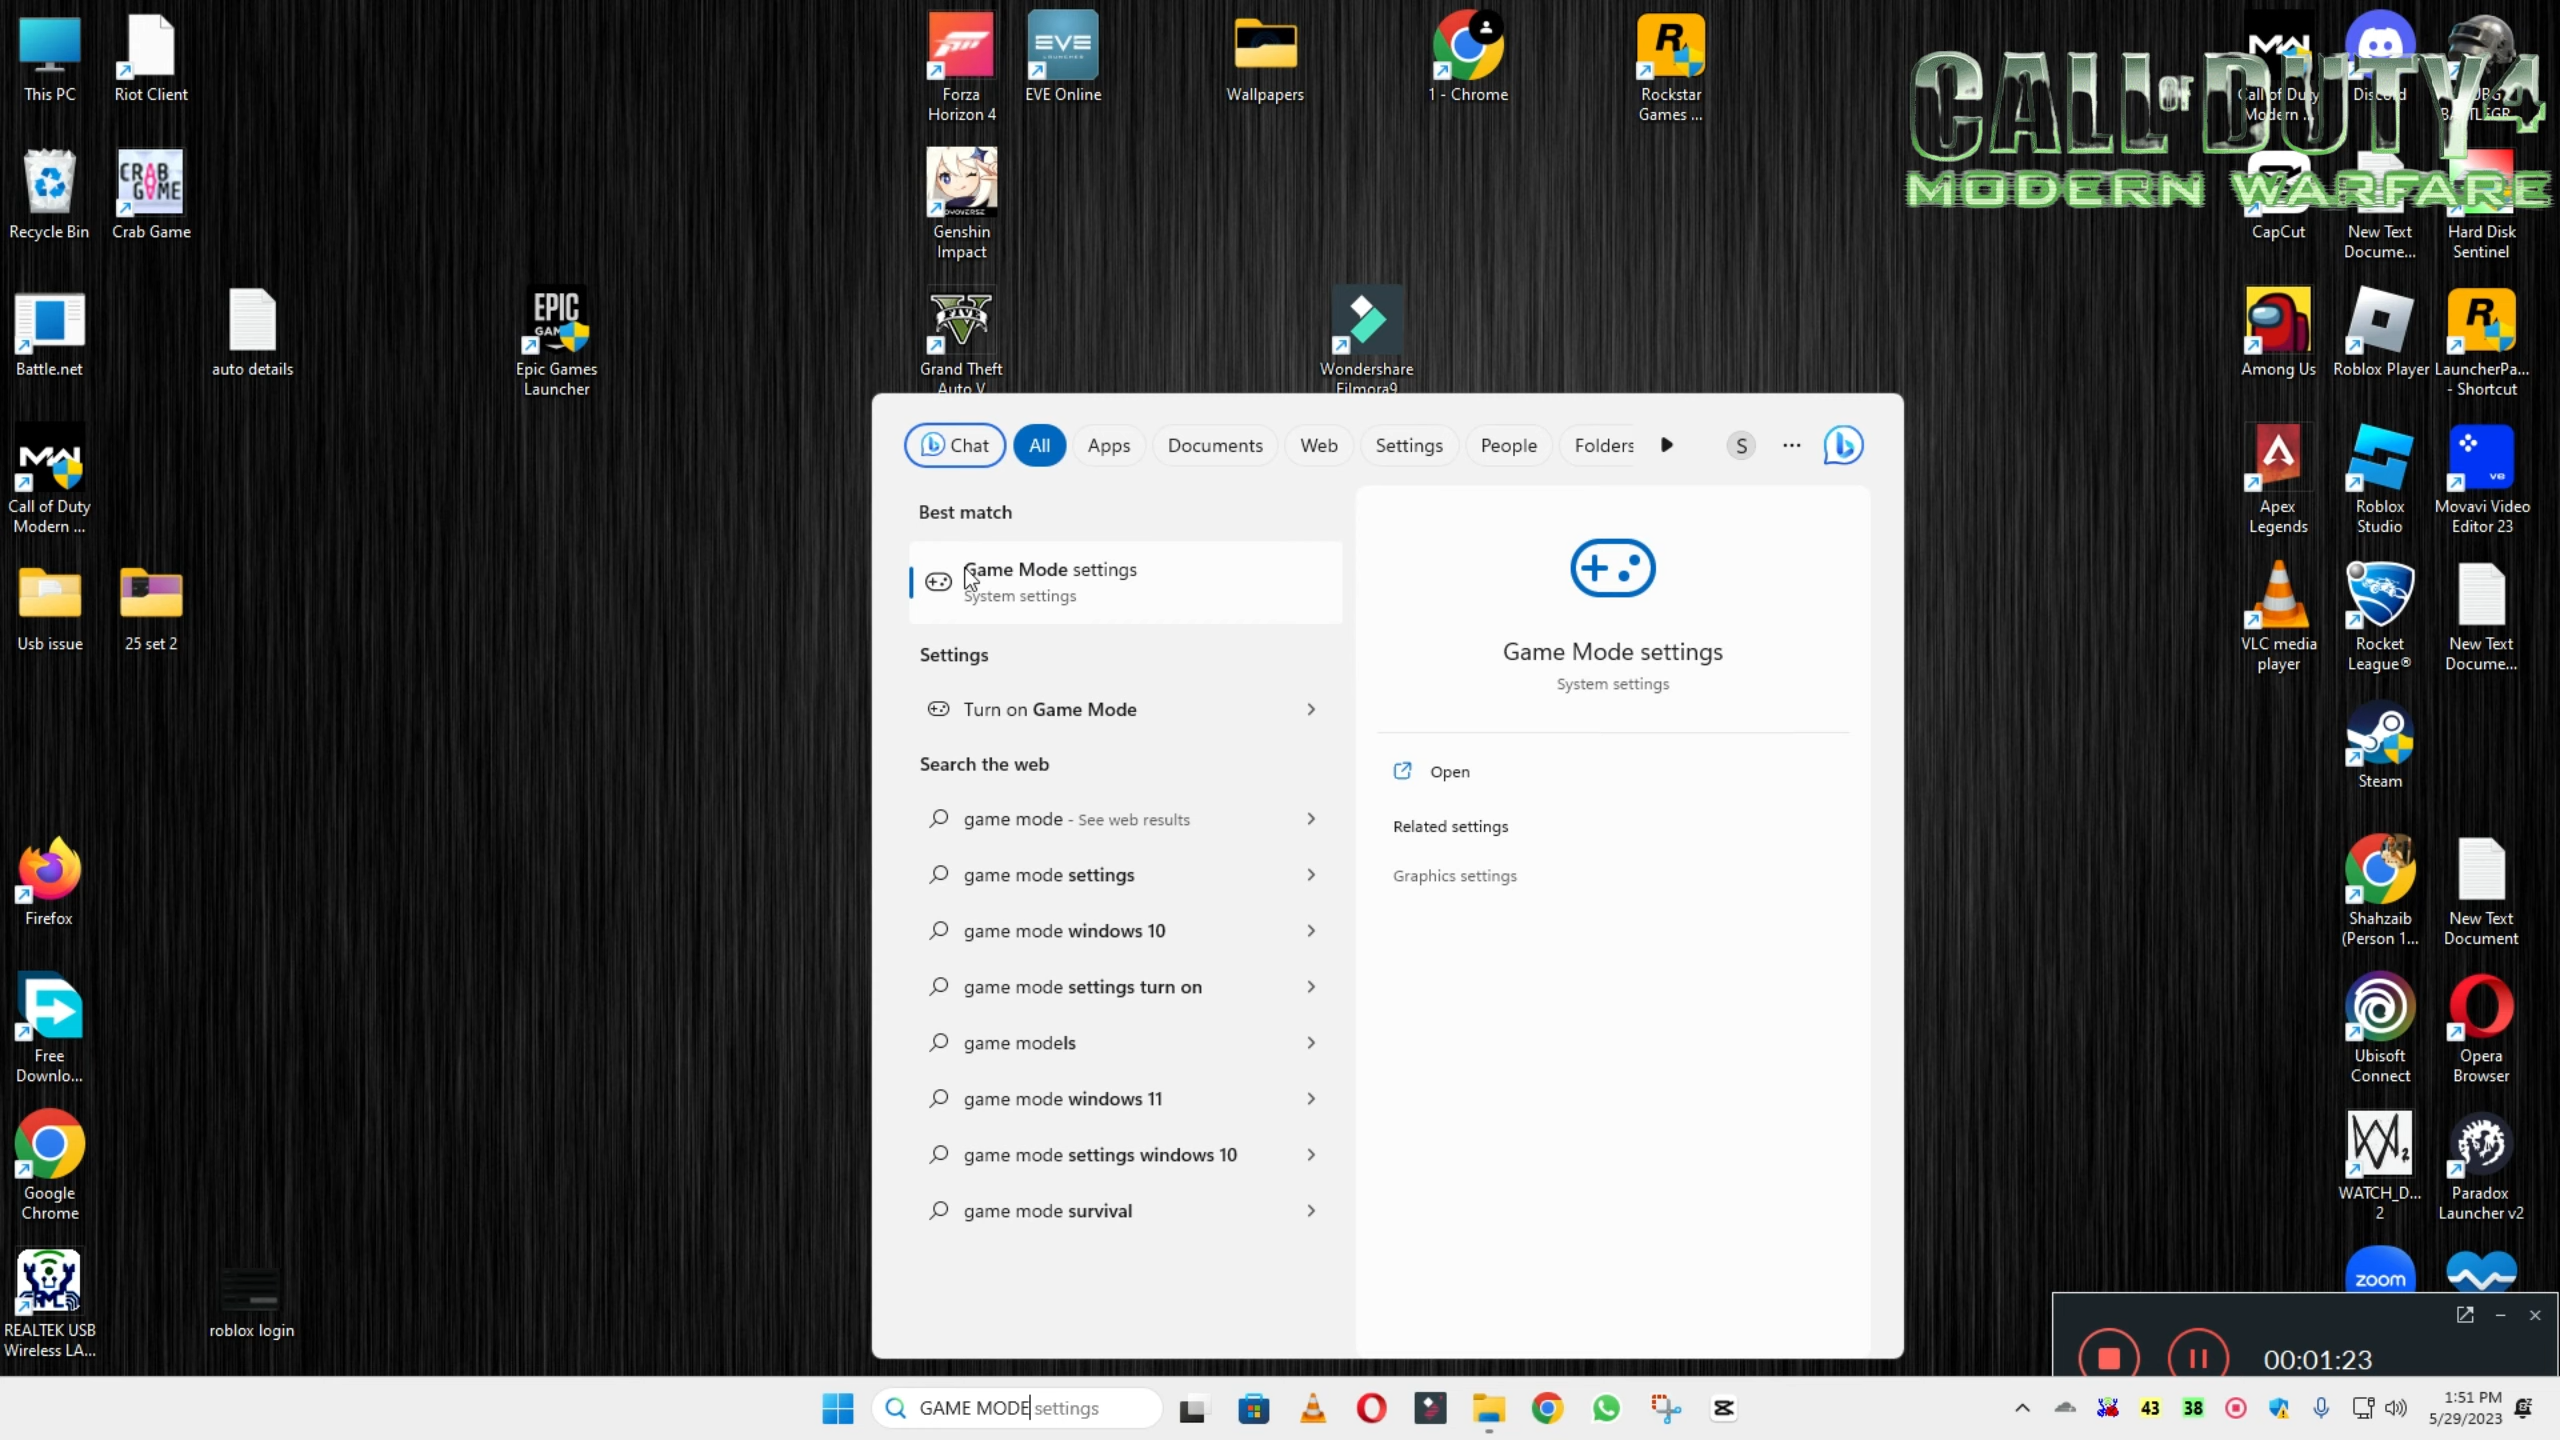 This PC
Riot Client
Forza
Horizon 4
EVE
LAUNCHER
EVE Online
Wallpapers
1 - Chrome
Rockstar
Games ...
Call of Duty
Modern ...
Discord
CALL OF DUTY 4
MODERN WARFARE
Recycle Bin
CRAB
GAME
Crab Game
Genshin
Impact
CapCut
New Text
Docume...
Hard Disk
Sentinel
Battle.net
auto details
EPIC
GAMES
Epic Games
Launcher
FIVE
Grand Theft
Auto V
Wondershare
Filmora9
Among Us
Roblox Player
LauncherPa...
- Shortcut
Call of Duty
Modern ...
Apex
Legends
Roblox
Studio
Movavi Video
Editor 23
Usb issue
25 set 2
VLC media
player
Rocket
League®
New Text
Docume...
Steam
Firefox
Shahzaib
(Person 1...
New Text
Document
Free
Downlo...
Ubisoft
Connect
Opera
Browser
Google
Chrome
WATCH_D...
2
Paradox
Launcher v2
REALTEK USB
Wireless LA...
roblox login
zoom
Chat
All
Apps
Documents
Web
Settings
People
Folders
S
Best match
Game Mode settings
System settings
Settings
Turn on Game Mode
Search the web
game mode - See web results
game mode settings
game mode windows 10
game mode settings turn on
game models
game mode windows 11
game mode settings windows 10
game mode survival
Game Mode settings
System settings
Open
Related settings
Graphics settings
00:01:23
GAME MODE settings
43
38
1:51 PM
5/29/2023